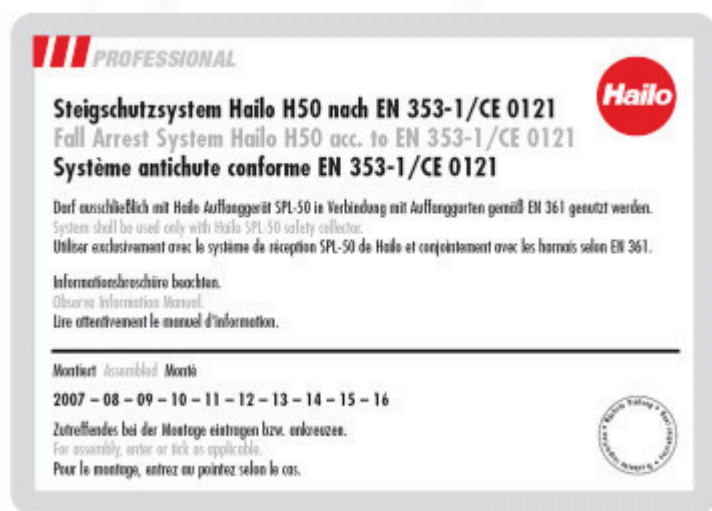 PROFESSIONAL
Hailo
Steigschutzsystem Hailo H50 nach EN 353-1/CE 0121
Fall Arrest System Hailo H50 acc. to EN 353-1/CE 0121
Système antichute conforme EN 353-1/CE 0121
Darf ausschließlich mit Hailo Auffanggerät SPL-50 in Verbindung mit Auffanggurten gemäß EN 361 genutzt werden.
System shall be used only with Hailo SPL-50 safety collector.
Utiliser exclusivement avec le système de réception SPL-50 de Hailo et conjointement avec les harnais selon EN 361.
Informationsbroschüre beachten.
Observe Information Manual.
Lire attentivement le manuel d'information.
Montiert Assembled Monté
2007 – 08 – 09 – 10 – 11 – 12 – 13 – 14 – 15 – 16
Zutreffendes bei der Montage eintragen bzw. ankreuzen.
For assembly, enter or tick as applicable.
Pour le montage, entrez ou pointez selon le cas.
Nächste Prüfung • Next inspection •